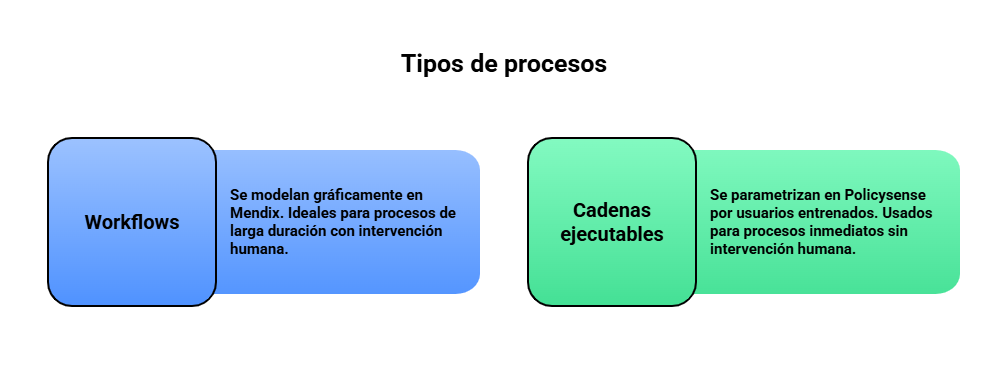 Tipos de procesos
Workflows
Se modelan gráficamente en
Mendix. Ideales para procesos de
larga duración con intervención
humana.
Cadenas
ejecutables
Se parametrizan en Policysense
por usuarios entrenados. Usados
para procesos inmediatos sin
intervención humana.